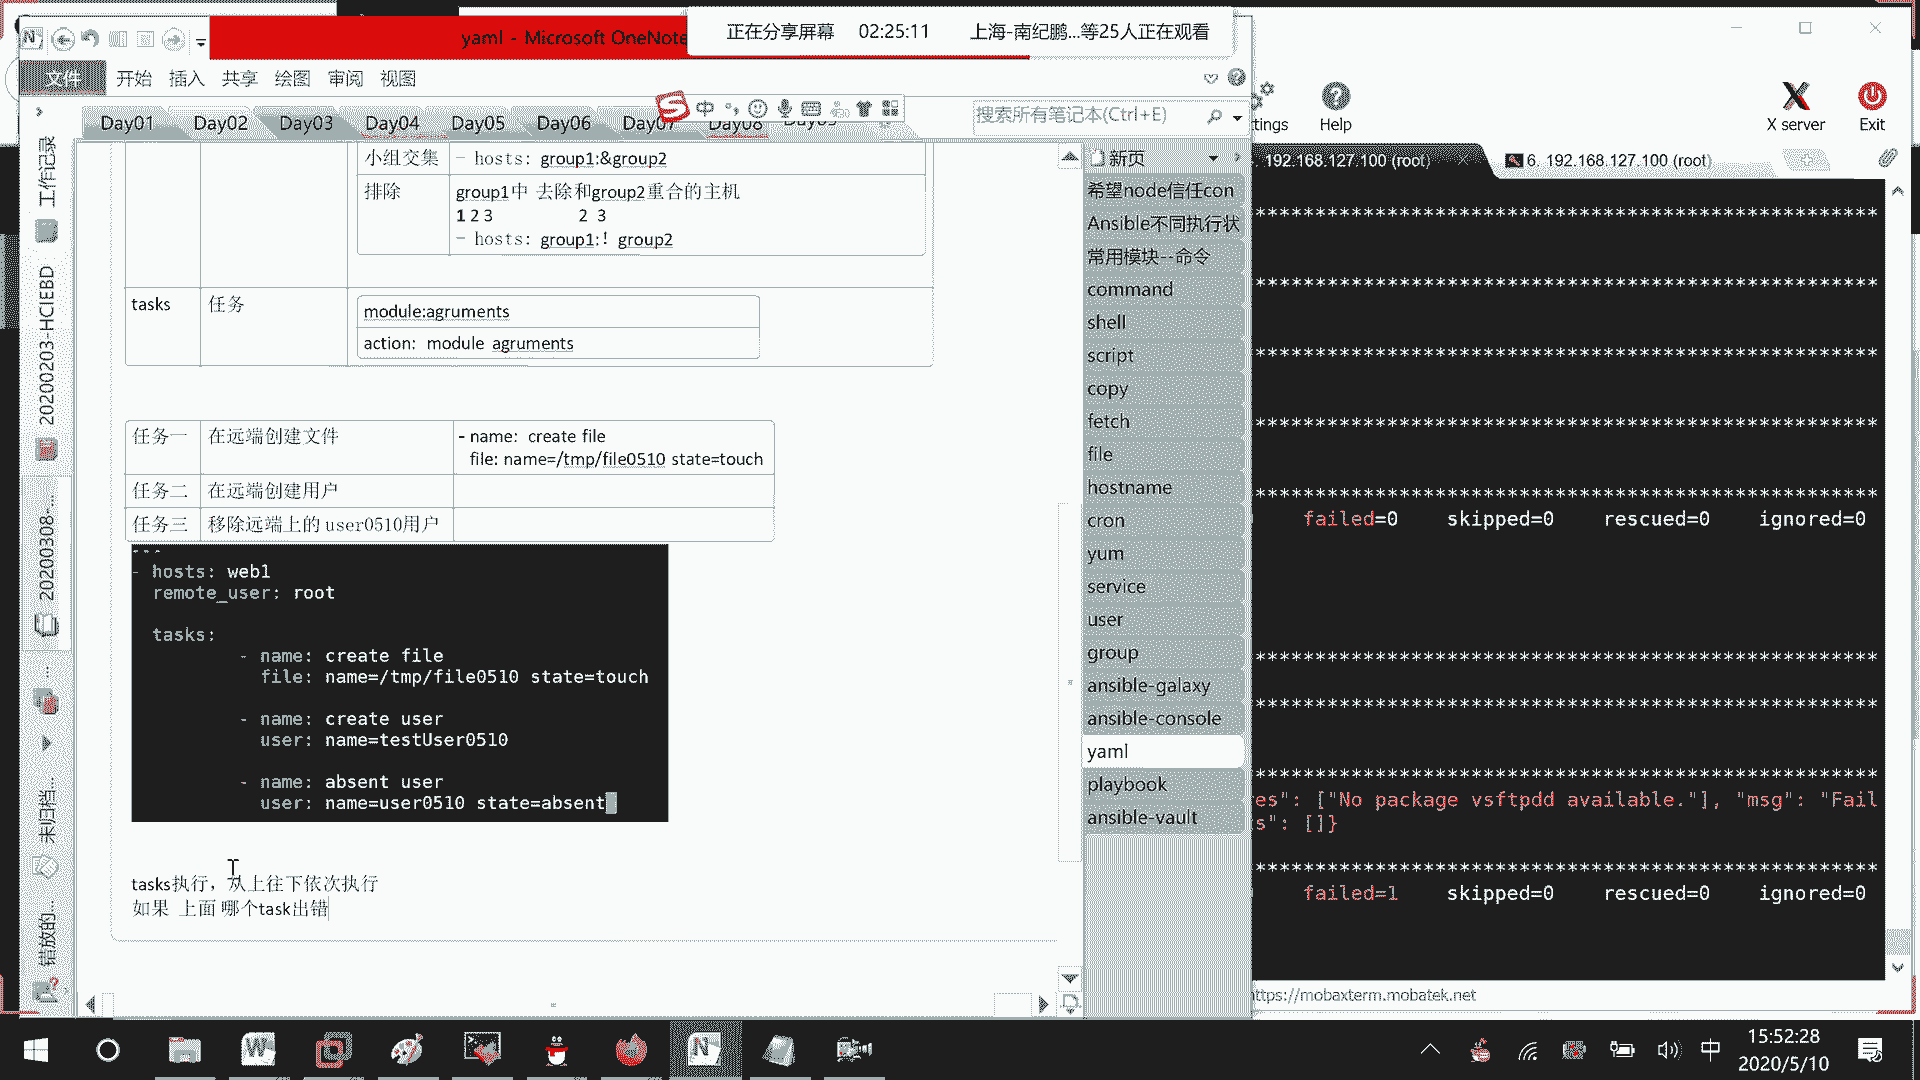 yaml - Microsoft OneNote
正在分享屏幕 02:25:11 上海-南纪鹏...等25人正在观看
文件 开始 插入 共享 绘图 审阅 视图
中
Day01 Day02 Day03 Day04 Day05 Day06 Day07 Day08
搜索所有笔记本(Ctrl+E)
工作记录
20200203-HCIEBD
20200308-...
...
未归档...
错放的...
小组交集 - hosts: group1:&group2
排除 group1中 去除和group2重合的主机
1 2 3 2 3
- hosts: group1:! group2
tasks 任务 module:agruments
action: module agruments
任务一 在远端创建文件 - name: create file
file: name=/tmp/file0510 state=touch
任务二 在远端创建用户
任务三 移除远端上的 user0510用户
---
- hosts: web1
remote_user: root
tasks:
- name: create file
file: name=/tmp/file0510 state=touch
- name: create user
user: name=testUser0510
- name: absent user
user: name=user0510 state=absent
tasks执行，从上往下依次执行
如果 上面 哪个task出错
新页
希望node信任con
Ansible不同执行状
常用模块--命令
command
shell
script
copy
fetch
file
hostname
cron
yum
service
user
group
ansible-galaxy
ansible-console
yaml
playbook
ansible-vault
tings Help X server Exit
192.168.127.100 (root) 6. 192.168.127.100 (root)
************************************************
************************************************
************************************************
************************************************
************************************************
failed=0 skipped=0 rescued=0 ignored=0
************************************************
************************************************
************************************************
es": ["No package vsftpdd available."], "msg": "Fail
s": []}
************************************************
failed=1 skipped=0 rescued=0 ignored=0
https://mobaxterm.mobatek.net
中 15:52:28
2020/5/10